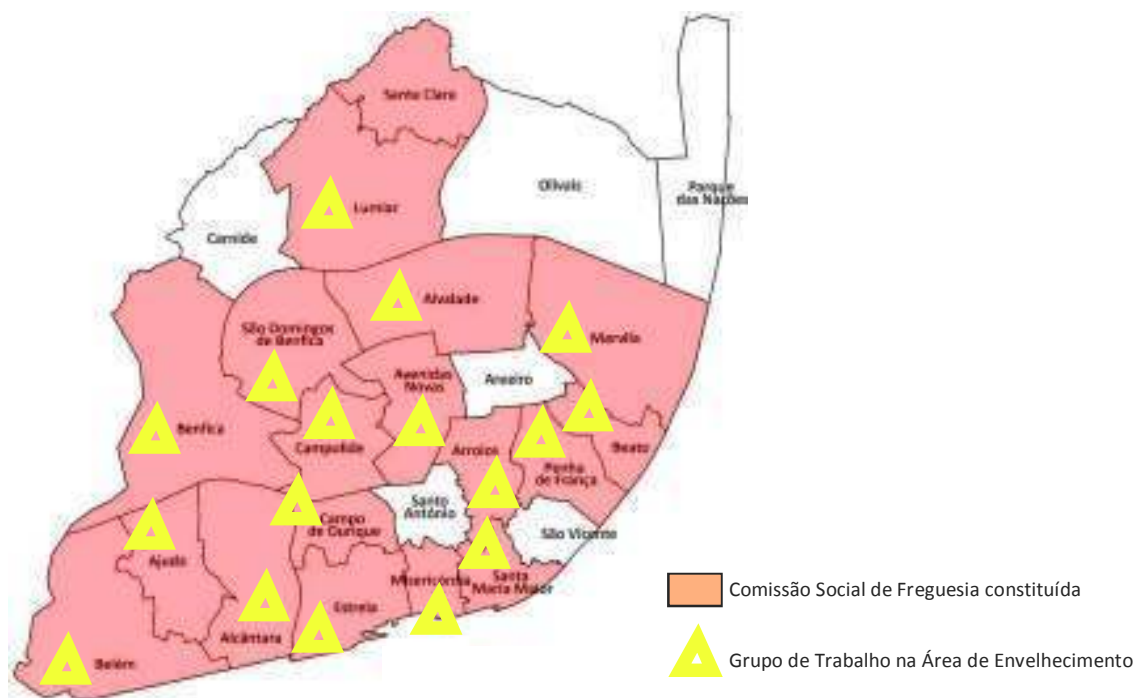 Santa Clara
Olivais
Parque
das Nações
Lumiar
Carnide
Alvalade
São Domingos
de Benfica
Marvila
Avenidas
Novas
Areeiro
Benfica
Campolide
Arroios
Beato
Penha
de França
Santo
António
Campo
de Ourique
São Vicente
Ajuda
Misericórdia
Santa
Maria Maior
Estrela
Alcântara
Belém
Comissão Social de Freguesia constituída
Grupo de Trabalho na Área de Envelhecimento